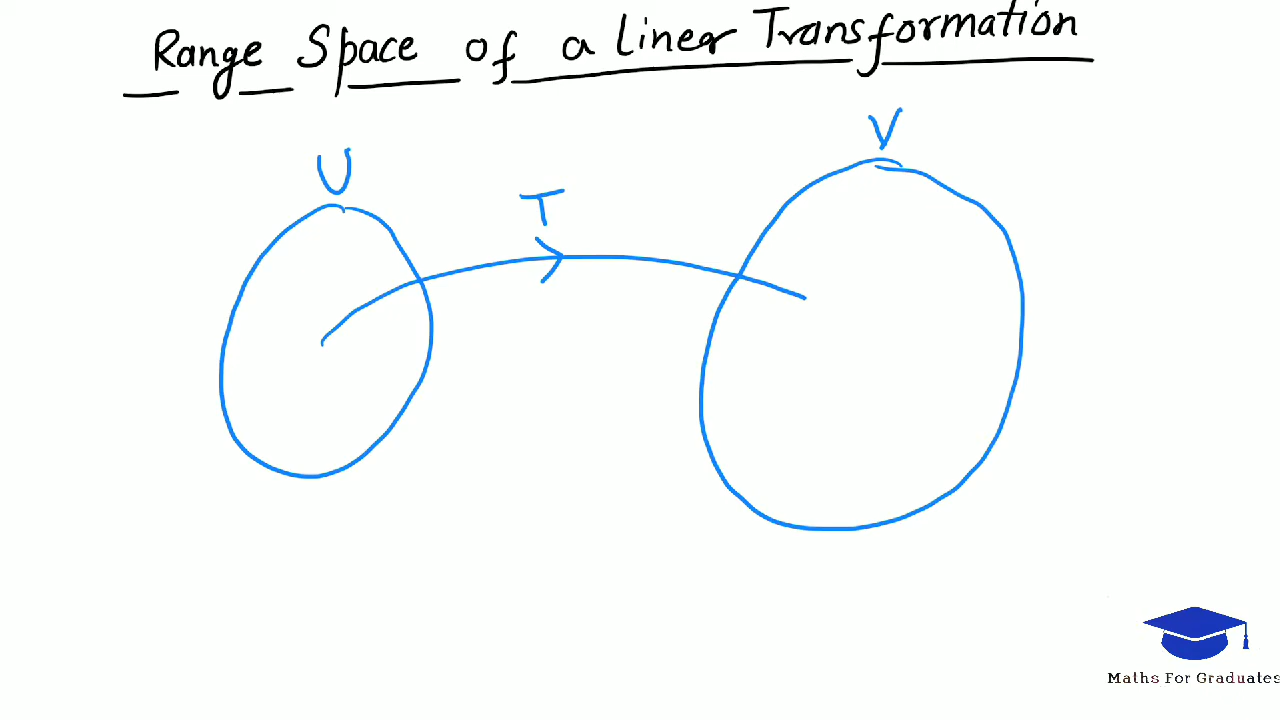 Range Space of a Linear Transformation
U
T
V
Maths For Graduates